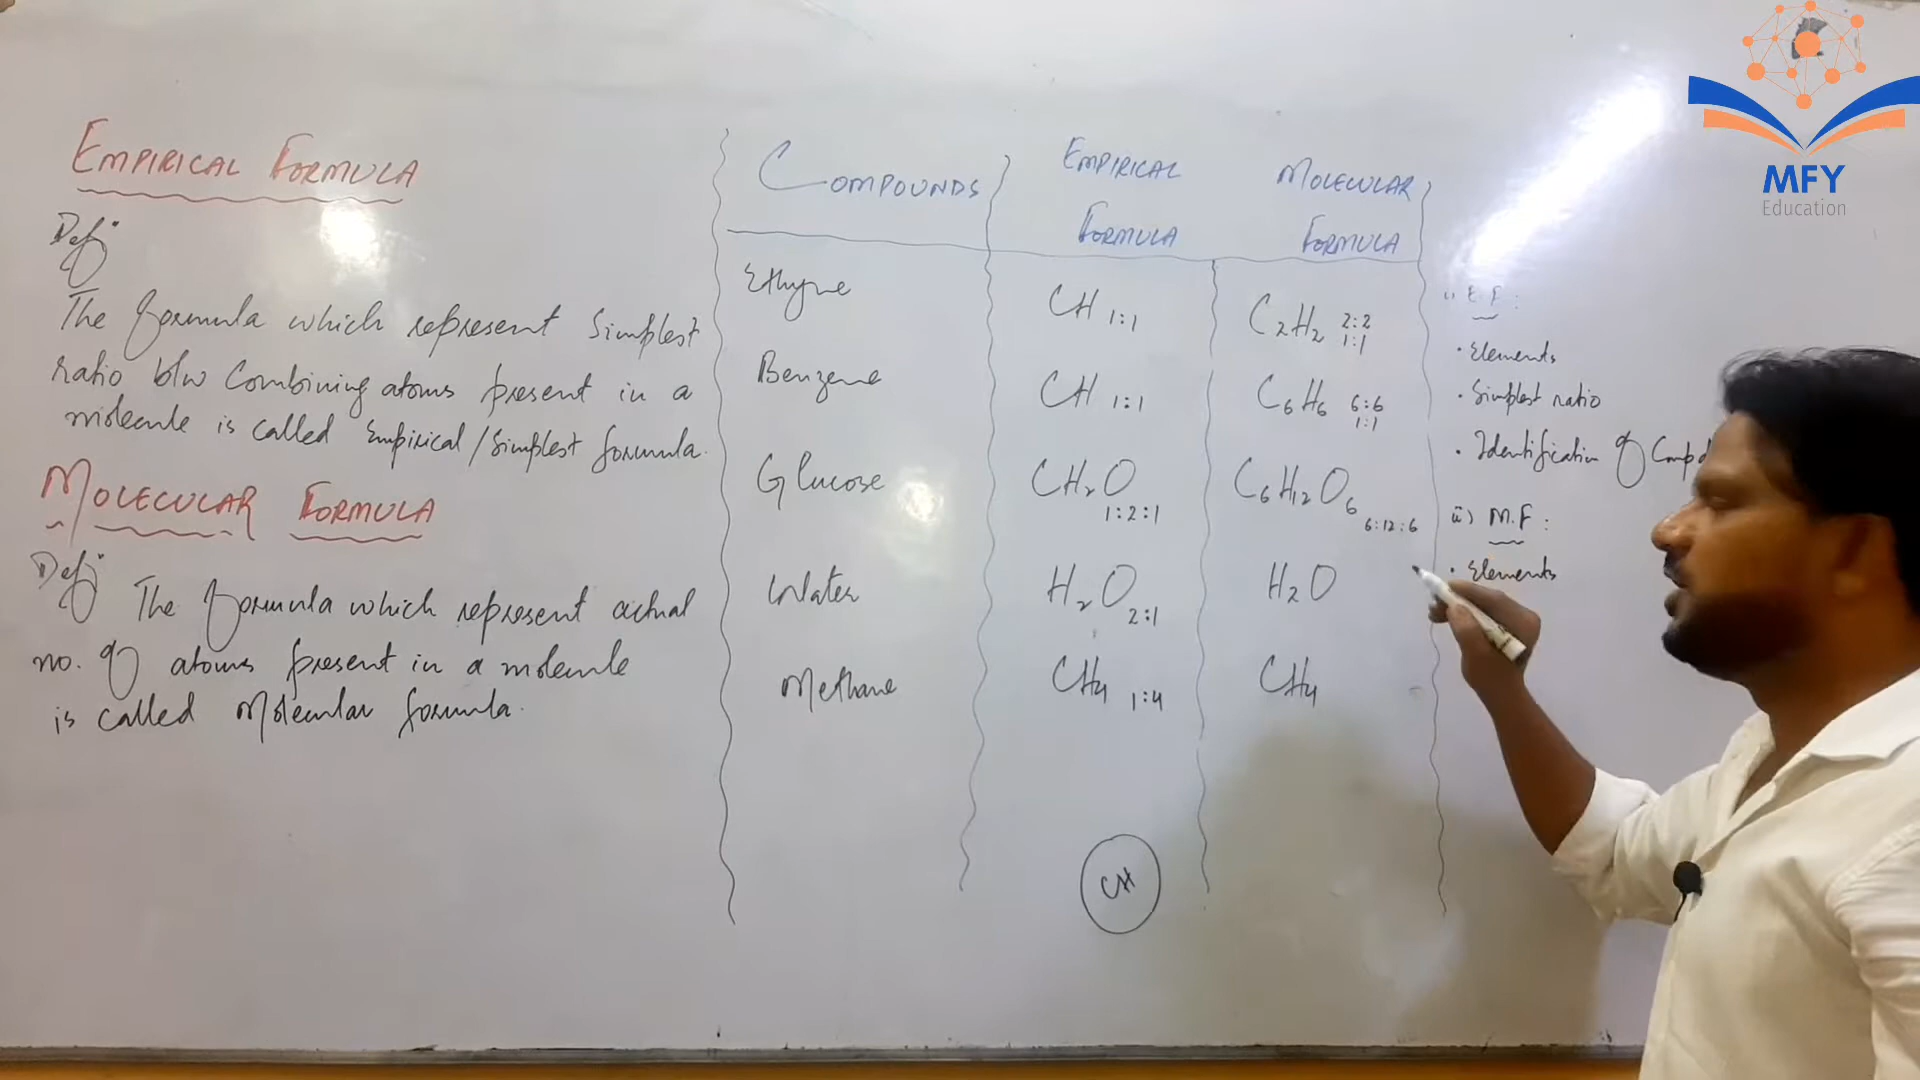 EMPIRICAL FORMULA
Def:
The formula which represent Simplest
ratio b/w Combining atoms present in a
molecule is called Empirical/Simplest formula.
MOLECULAR FORMULA
Def:
The formula which represent actual
no. of atoms present in a molecule
is called Molecular formula.
COMPOUNDS
EMPIRICAL
FORMULA
MOLECULAR
FORMULA
Ethyne
CH 1:1
C2H2 2:2
1:1
Benzene
CH 1:1
C6H6 6:6
1:1
Glucose
CH2O
1:2:1
C6H12O6
6:12:6
Water
H2O
2:1
H2O
Methane
CH4 1:4
CH4
CH
i) E.F:
• Elements
• Simplest ratio
• Identification of Compd
ii) M.F:
• Elements
MFY
Education